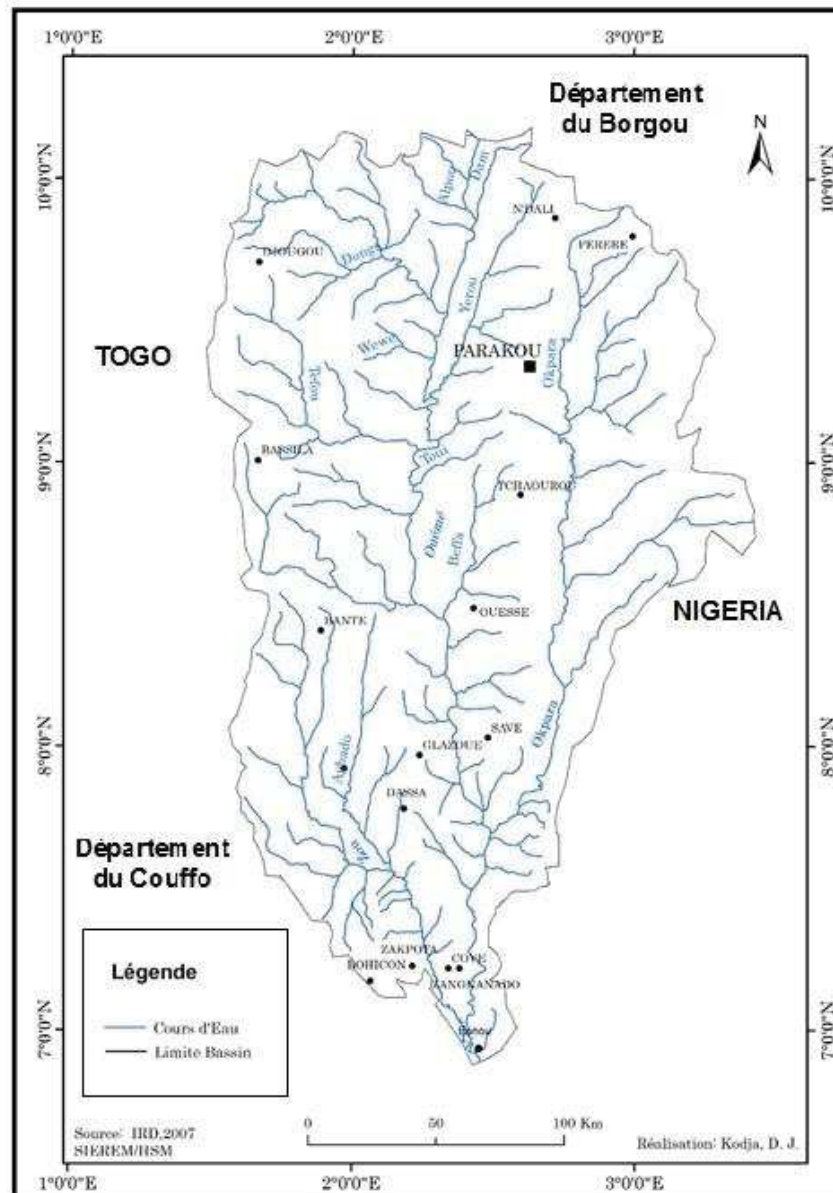 1°0'0"E 2°0'0"E 3°0'0"E
Département
du Borgou
N
10°0'0"N
10°0'0"N
Alpou
N'DALI
PERERE
DJOUGOU
Donga
Yerou
Wewe
TOGO
PARAKOU
Okpara
BASSILA
9°0'0"N
9°0'0"N
Toui
TCHAOUROU
Ouémé
Beffa
NIGERIA
OUESSE
BANTE
SAVE
Okpara
GLAZOUE
8°0'0"N
8°0'0"N
DASSA
Zou
Département
du Couffo
ZAKPOTA
BOHICON
COVE
ZANGNANADO
Légende
Cours d'Eau
Limite Bassin
7°0'0"N
7°0'0"N
Bonou
0 50 100 Km
Source: IRD,2007
SIEREM/HSM
Réalisation: Kodja, D. J.
1°0'0"E 2°0'0"E 3°0'0"E